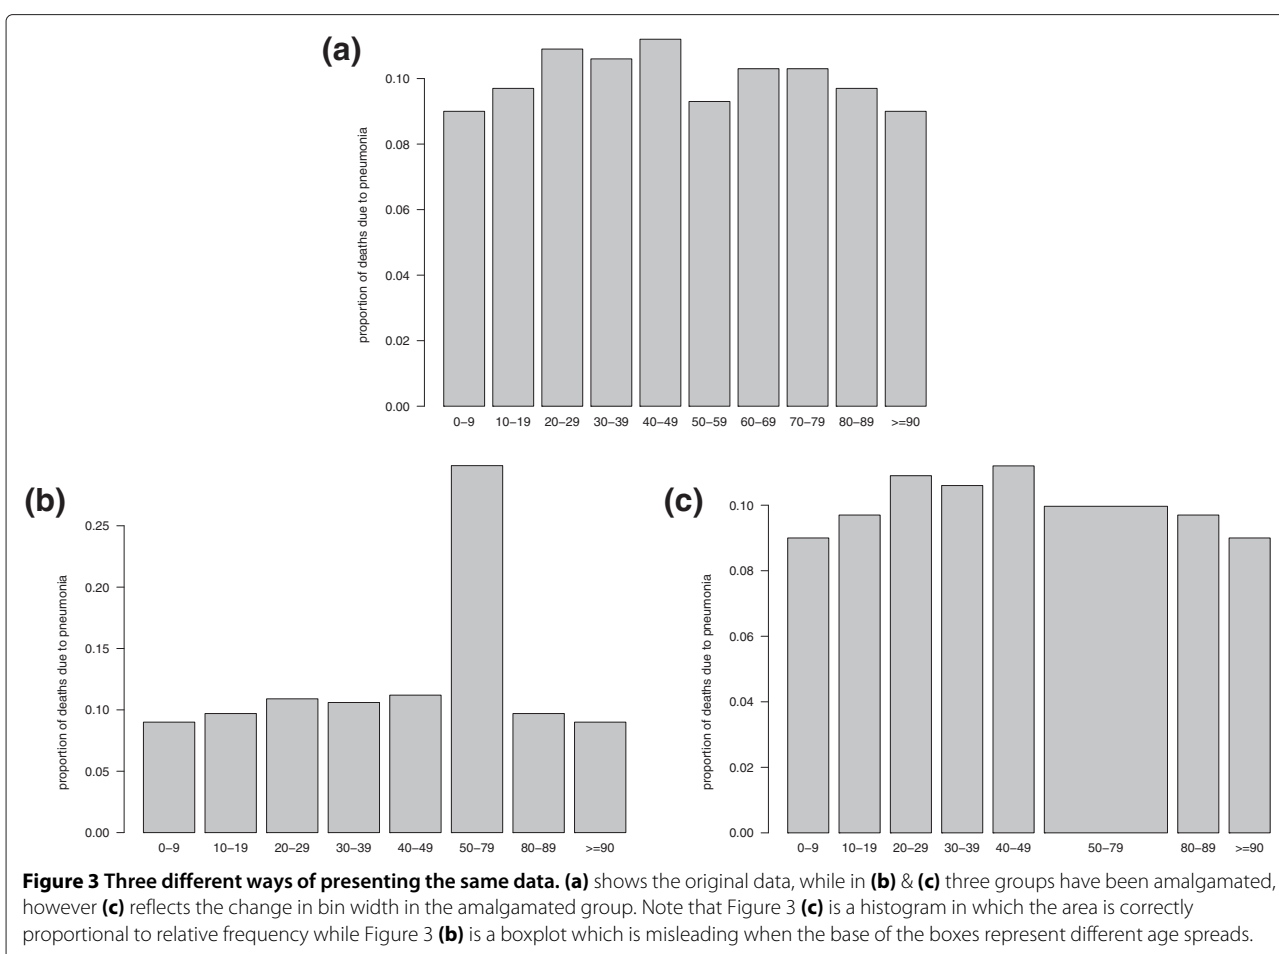 (a)
proportion of deaths due to pneumonia
0.10
0.08
0.06
0.04
0.02
0.00
0–9 10–19 20–29 30–39 40–49 50–59 60–69 70–79 80–89 >=90
(b)
proportion of deaths due to pneumonia
0.25
0.20
0.15
0.10
0.05
0.00
0–9 10–19 20–29 30–39 40–49 50–79 80–89 >=90
(c)
proportion of deaths due to pneumonia
0.10
0.08
0.06
0.04
0.02
0.00
0–9 10–19 20–29 30–39 40–49 50–79 80–89 >=90
Figure 3 Three different ways of presenting the same data. (a) shows the original data, while in (b) & (c) three groups have been amalgamated,
however (c) reflects the change in bin width in the amalgamated group. Note that Figure 3 (c) is a histogram in which the area is correctly
proportional to relative frequency while Figure 3 (b) is a boxplot which is misleading when the base of the boxes represent different age spreads.